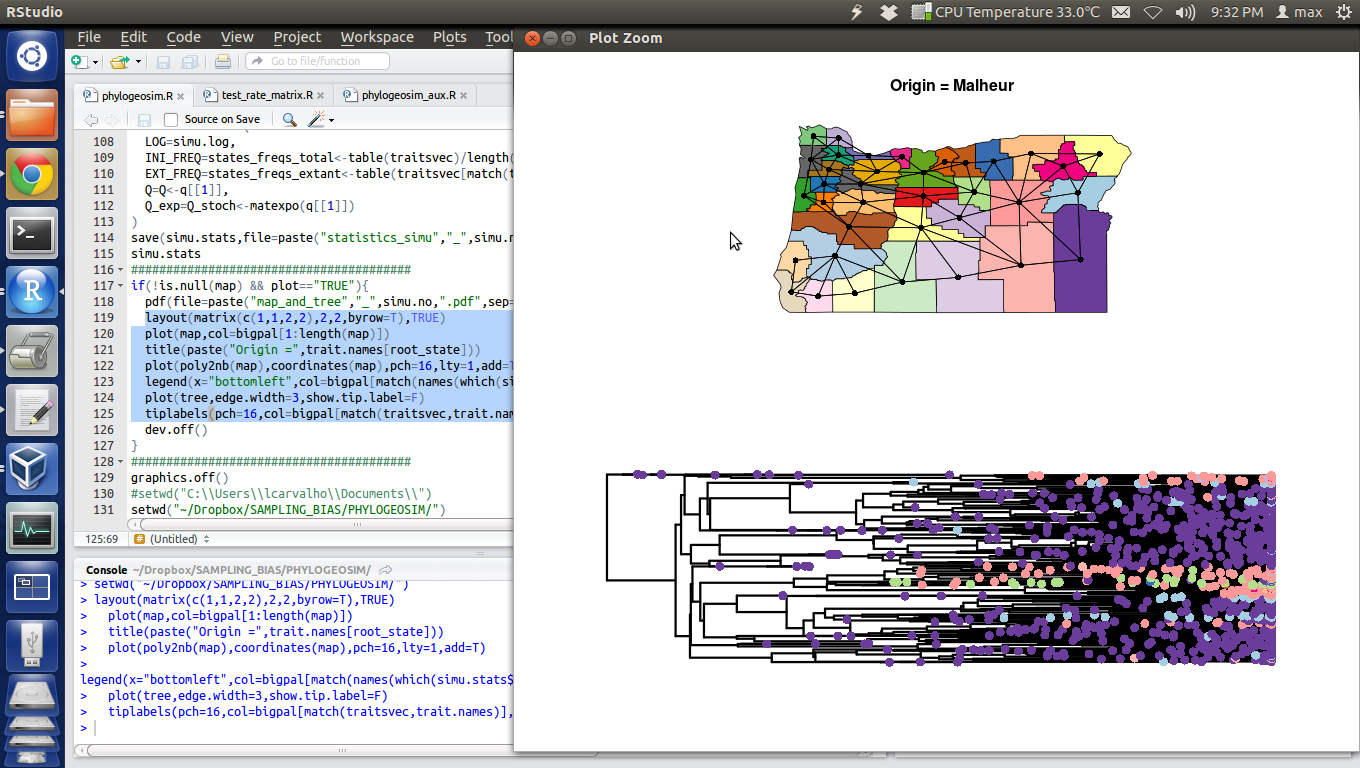 RStudio
CPU Temperature 33.0℃
9:32 PM
max
File Edit Code View Project Workspace Plots Tool
Plot Zoom
Go to file/function
phylogeosim.R
test_rate_matrix.R
phylogeosim_aux.R
Source on Save
108 LOG=simu.log,
109 INI_FREQ=states_freqs_total<-table(traitsvec)/length(
110 EXT_FREQ=states_freqs_extant<-table(traitsvec[match(t
111 Q=Q<-q[[1]],
112 Q_exp=Q_stoch<-matexpo(q[[1]])
113 )
114 save(simu.stats,file=paste("statistics_simu","_",simu.n
115 simu.stats
116 ########################################
117 if(!is.null(map) && plot=="TRUE"){
118 pdf(file=paste("map_and_tree","_",simu.no,".pdf",sep=
119 layout(matrix(c(1,1,2,2),2,2,byrow=T),TRUE)
120 plot(map,col=bigpal[1:length(map)])
121 title(paste("Origin =",trait.names[root_state]))
122 plot(poly2nb(map),coordinates(map),pch=16,lty=1,add=T
123 legend(x="bottomleft",col=bigpal[match(names(which(si
124 plot(tree,edge.width=3,show.tip.label=F)
125 tiplabels(pch=16,col=bigpal[match(traitsvec,trait.nam
126 dev.off()
127 }
128 ########################################
129 graphics.off()
130 #setwd("C:\\Users\\lcarvalho\\Documents\\")
131 setwd("~/Dropbox/SAMPLING_BIAS/PHYLOGEOSIM/")
125:69
(Untitled)
Console ~/Dropbox/SAMPLING_BIAS/PHYLOGEOSIM/
> setwd("~/Dropbox/SAMPLING_BIAS/PHYLOGEOSIM/")
> layout(matrix(c(1,1,2,2),2,2,byrow=T),TRUE)
> plot(map,col=bigpal[1:length(map)])
> title(paste("Origin =",trait.names[root_state]))
> plot(poly2nb(map),coordinates(map),pch=16,lty=1,add=T)
>
legend(x="bottomleft",col=bigpal[match(names(which(simu.stats$
> plot(tree,edge.width=3,show.tip.label=F)
> tiplabels(pch=16,col=bigpal[match(traitsvec,trait.names)],
>
Origin = Malheur